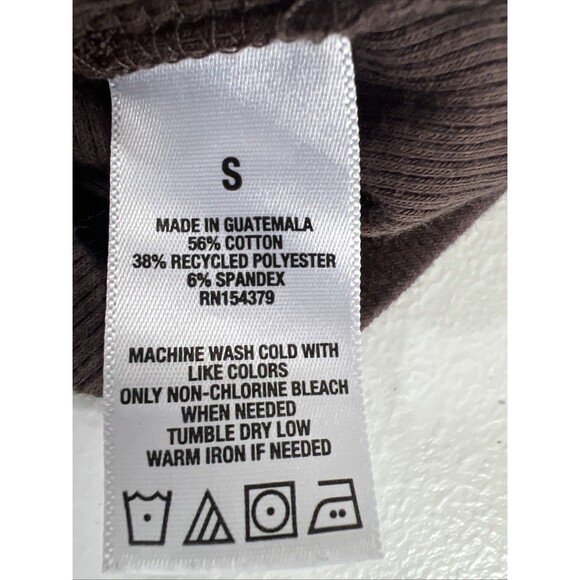 S
MADE IN GUATEMALA
56% COTTON
38% RECYCLED POLYESTER
6% SPANDEX
RN154379
MACHINE WASH COLD WITH
LIKE COLORS
ONLY NON-CHLORINE BLEACH
WHEN NEEDED
TUMBLE DRY LOW
WARM IRON IF NEEDED